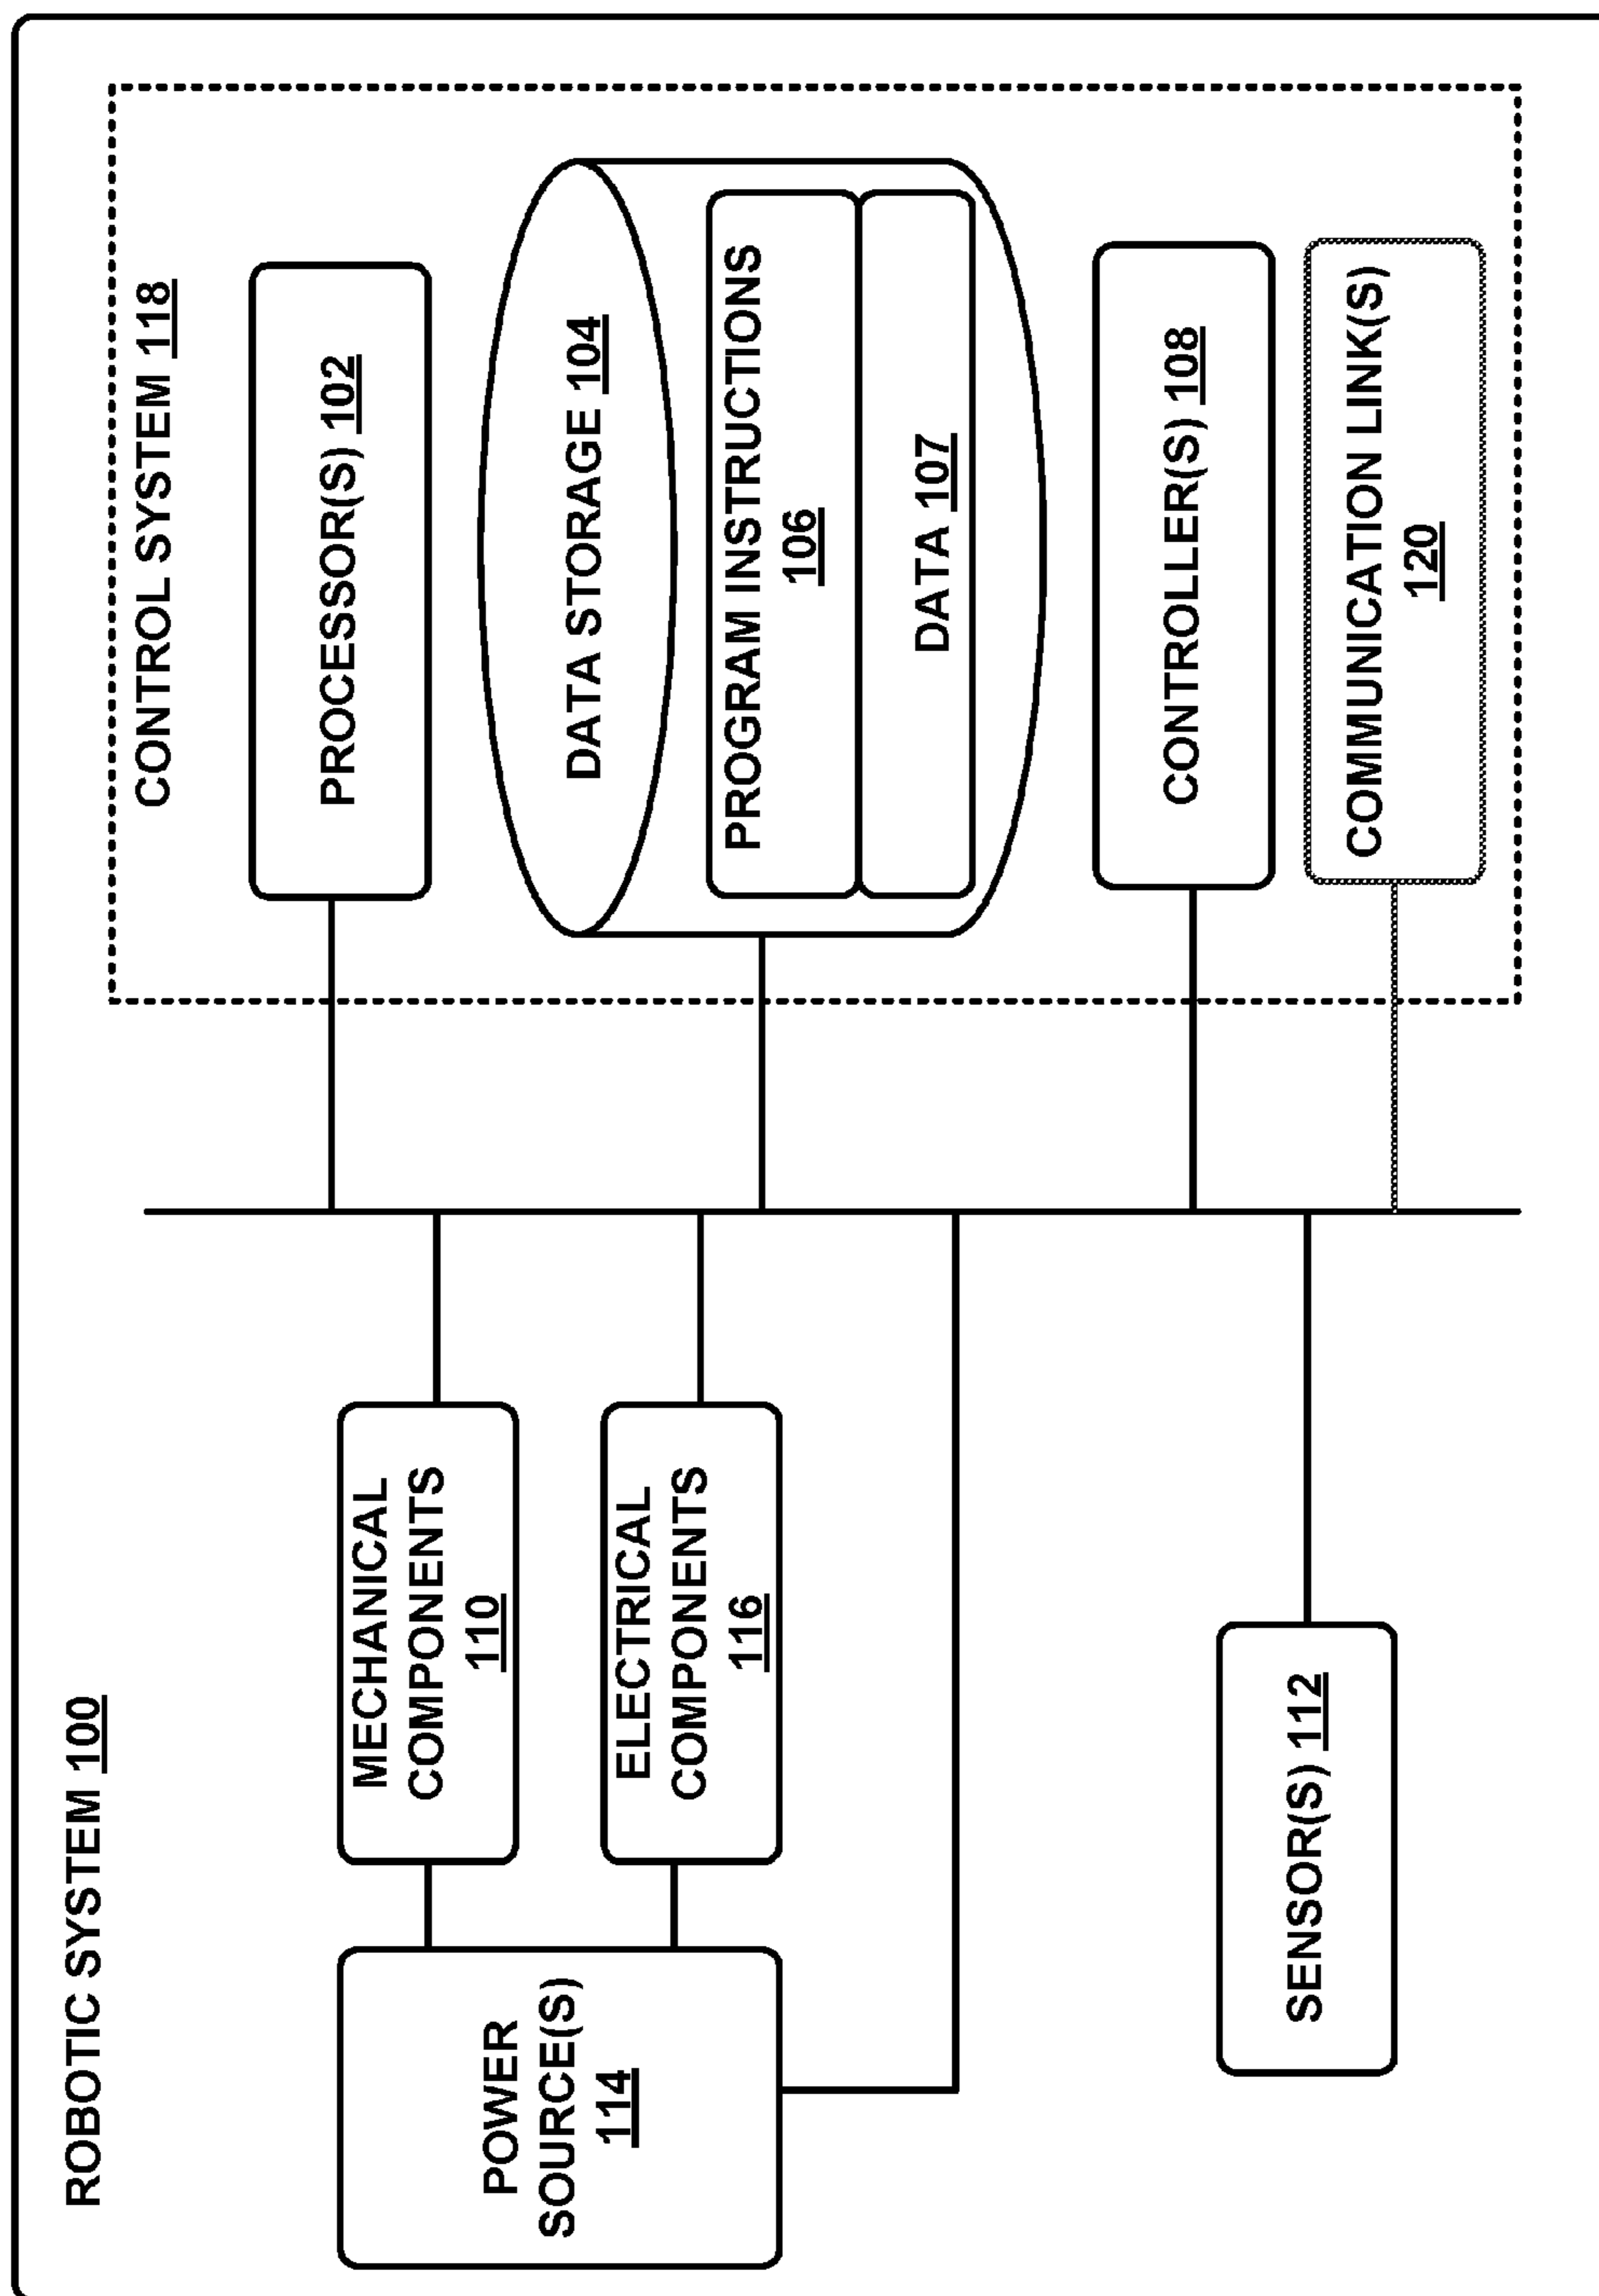 ROBOTIC SYSTEM 100
CONTROL SYSTEM 118
POWER
SOURCE(S)
114
MECHANICAL
COMPONENTS
110
ELECTRICAL
COMPONENTS
116
SENSOR(S) 112
PROCESSOR(S) 102
DATA STORAGE 104
PROGRAM INSTRUCTIONS
106
DATA 107
CONTROLLER(S) 108
COMMUNICATION LINK(S)
120